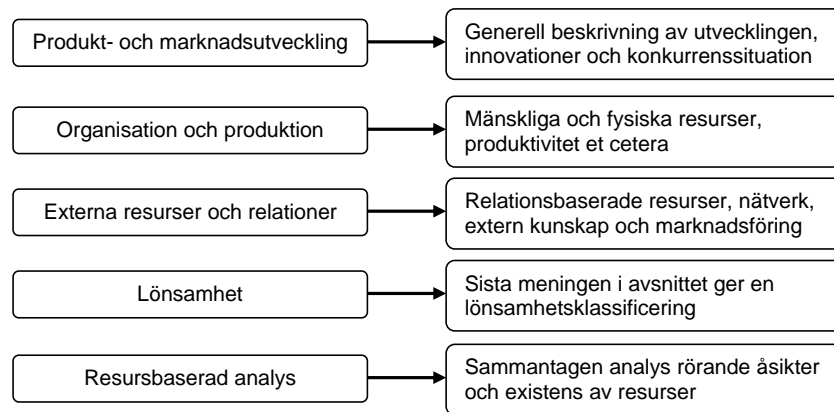 Produkt- och marknadsutveckling
Generell beskrivning av utvecklingen,
innovationer och konkurrenssituation
Organisation och produktion
Mänskliga och fysiska resurser,
produktivitet et cetera
Externa resurser och relationer
Relationsbaserade resurser, nätverk,
extern kunskap och marknadsföring
Lönsamhet
Sista meningen i avsnittet ger en
lönsamhetsklassificering
Resursbaserad analys
Sammantagen analys rörande åsikter
och existens av resurser